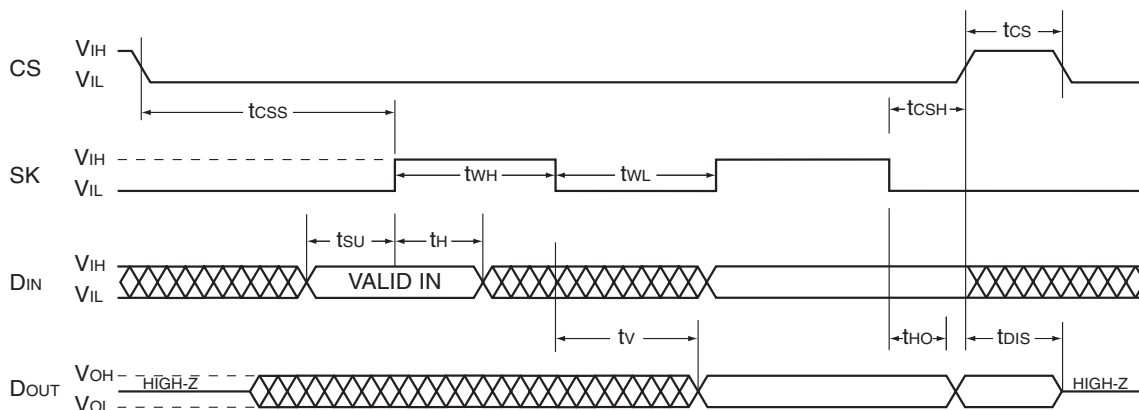 tCS
VIH
CS
VIL
tCSS
tCSH
VIH
SK
VIL
tWH
tWL
tSU
tH
VIH
DIN
VIL
VALID IN
tV
tHO
tDIS
VOH
DOUT
VOL
HIGH-Z
HIGH-Z